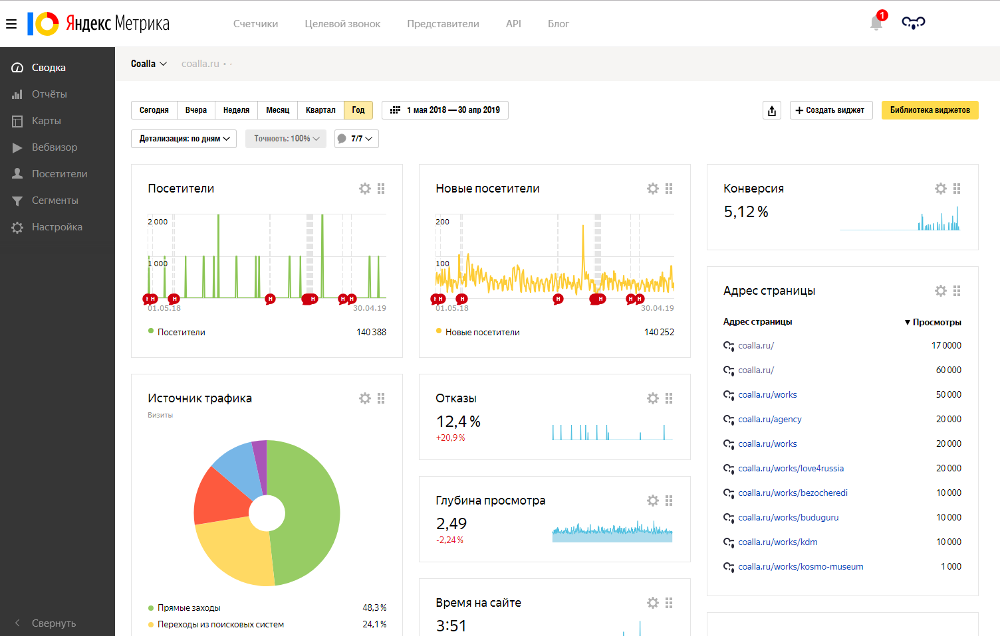 Яндекс Метрика
Счетчики
Целевой звонок
Представители
API
Блог
1
Сводка
Отчёты
Карты
Вебвизор
Посетители
Сегменты
Настройка
Свернуть
Coalla
coalla.ru
Сегодня
Вчера
Неделя
Месяц
Квартал
Год
1 мая 2018 — 30 апр 2019
+ Создать виджет
Библиотека виджетов
Детализация: по дням
Точность: 100%
7/7
Посетители
2 000
1 000
Н Н Н Н Н Н
01.05.18
30.04.19
Посетители
140 388
Новые посетители
200
100
Н Н Н Н Н Н
01.05.18
30.04.19
Новые посетители
140 252
Конверсия
5,12 %
Адрес страницы
Адрес страницы ▼ Просмотры
coalla.ru/ 17 0000
coalla.ru/ 60 000
coalla.ru/works 50 000
coalla.ru/agency 20 000
coalla.ru/works 20 000
coalla.ru/works/love4russia 20 000
coalla.ru/works/bezocheredi 10 000
coalla.ru/works/buduguru 10 000
coalla.ru/works/kdm 10 000
coalla.ru/works/kosmo-museum 1 000
Источник трафика
Визиты
Прямые заходы 48,3 %
Переходы из поисковых систем 24,1 %
Отказы
12,4 %
+20,9 %
Глубина просмотра
2,49
-2,24 %
Время на сайте
3:51